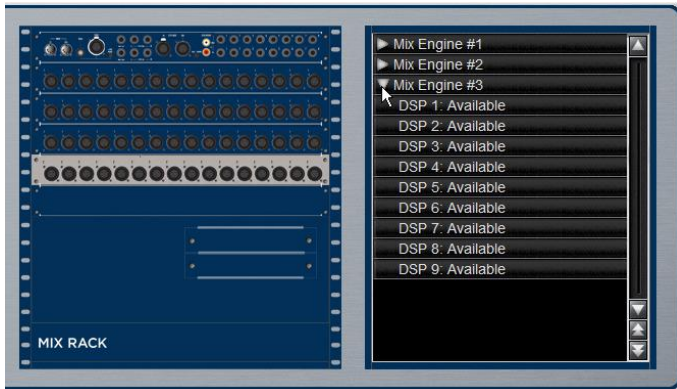 MIX RACK
Mix Engine #1
Mix Engine #2
Mix Engine #3
DSP 1: Available
DSP 2: Available
DSP 3: Available
DSP 4: Available
DSP 5: Available
DSP 6: Available
DSP 7: Available
DSP 8: Available
DSP 9: Available